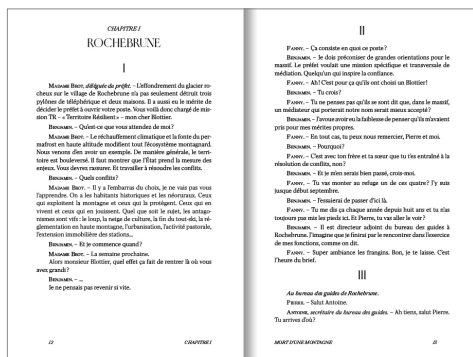 CHAPITRE I
ROCHEBRUNE
I
MADAME BIOT, déléguée du préfet. – L'effondrement du glacier ro-
cheux sur le village de Rochebrune n'a pas seulement détruit trois
pylônes de téléphérique et deux maisons. Il a aussi eu le mérite de
décider le préfet à ouvrir votre poste. Vous voilà donc chargé de mis-
sion TR – « Territoire Résilient » – mon cher Blottier.
BENJAMIN. – Qu'est-ce que vous attendez de moi?
MADAME BIOT. – Le réchauffement climatique et la fonte du per-
mafrost en haute altitude modifient tout l'écosystème montagnard.
Nous venons d'en avoir un exemple. De manière générale, le terri-
toire est bouleversé. Il faut montrer que l'État prend la mesure des
enjeux. Vous devrez rassurer. Et travailler à résoudre les conflits.
BENJAMIN. – Quels conflits?
MADAME BIOT. – Il y a l'embarras du choix, je ne vais pas vous
l'apprendre. On a les habitants historiques et les néoruraux. Ceux
qui exploitent la montagne et ceux qui la protègent. Ceux qui en
vivent et ceux qui en jouissent. Quel que soit le sujet, les antago-
nismes sont vifs : le loup, la neige de culture, la fin du tout-ski, la ré-
glementation en haute montagne, l'urbanisation, l'activité pastorale,
l'extension immobilière des stations...
BENJAMIN. – Et je commence quand?
MADAME BIOT. – La semaine prochaine.
Alors monsieur Blottier, quel effet ça fait de rentrer là où vous
avez grandi?
BENJAMIN. – ...
Je ne pensais pas revenir si vite.
12
CHAPITRE I
II
FANNY. – Ça consiste en quoi ce poste?
BENJAMIN. – Je dois préconiser de grandes orientations pour le
massif. Le préfet voulait une mission spécifique et transversale de
médiation. Quelqu'un qui inspire la confiance.
FANNY. – Ah! C'est pour ça qu'ils ont choisi un Blottier!
BENJAMIN. – Tu crois?
FANNY. – Tu ne penses pas qu'ils se sont dit que, dans le massif,
un médiateur qui porterait notre nom serait mieux accepté?
BENJAMIN. – J'avoue avoir eu la faiblesse de penser qu'ils m'avaient
pris pour mes mérites propres.
FANNY. – En tout cas, tu peux nous remercier, Pierre et moi.
BENJAMIN. – Pourquoi?
FANNY. – C'est avec ton frère et ta sœur que tu t'es entraîné à la
résolution de conflits, non?
BENJAMIN. – Et je m'en serais bien passé, crois-moi.
FANNY. – Tu vas monter au refuge un de ces quatre? J'y suis
jusque début septembre.
BENJAMIN. – J'essaierai de passer d'ici là.
FANNY. – Tu me dis ça chaque année depuis huit ans et tu n'as
toujours pas mis les pieds ici. Et Pierre, tu vas aller le voir?
BENJAMIN. – Il est directeur adjoint du bureau des guides à
Rochebrune. J'imagine que je finirai par le rencontrer dans l'exercice
de mes fonctions, comme on dit.
FANNY. – Super ambiance les frangins. Bon, je te laisse. C'est
l'heure du brief.
III
Au bureau des guides de Rochebrune.
PIERRE. – Salut Antoine.
ANTOINE, secrétaire du bureau des guides. – Ah tiens, salut Pierre.
Tu arrives d'où?
MORT D'UNE MONTAGNE